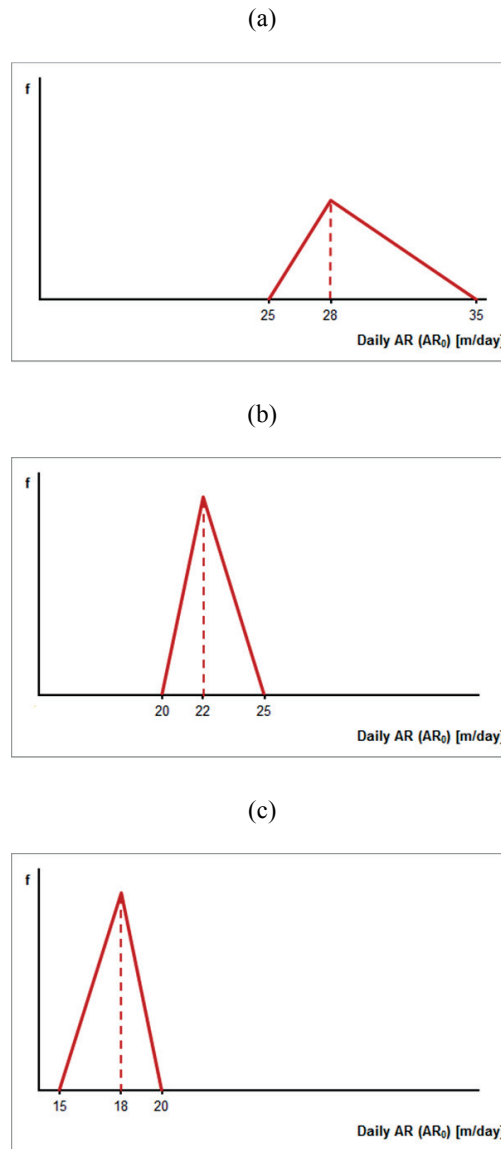 (a)
f
25 28 35
Daily AR (AR₀) [m/day]
(b)
f
20 22 25
Daily AR (AR₀) [m/day]
(c)
f
15 18 20
Daily AR (AR₀) [m/day]